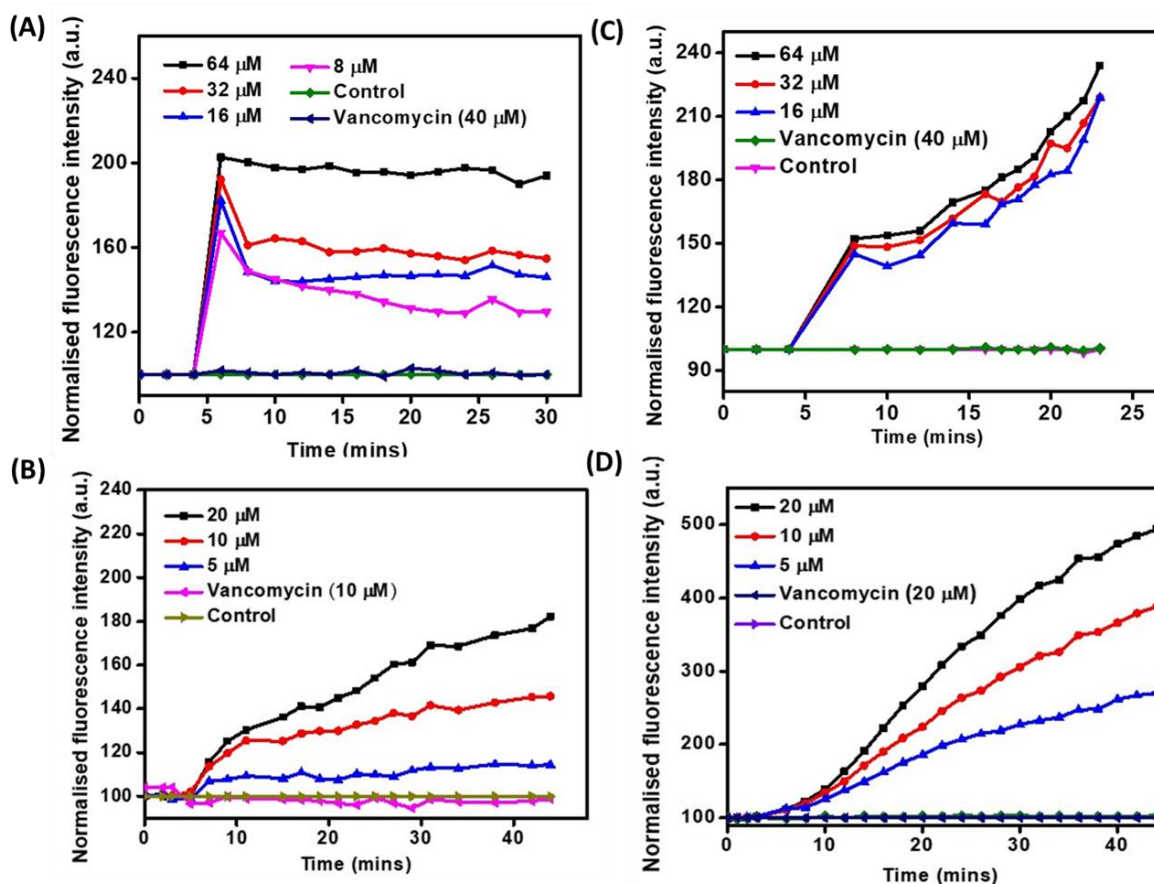 (A)
Normalised fluorescence intensity (a.u.)
240
200
160
120
64 µM
32 µM
16 µM
8 µM
Control
Vancomycin (40 µM)
0 5 10 15 20 25 30
Time (mins)
(C)
Normalised fluorescence intensity (a.u.)
240
210
180
150
120
90
64 µM
32 µM
16 µM
Vancomycin (40 µM)
Control
0 5 10 15 20 25
Time (mins)
(B)
Normalised fluorescence intensity (a.u.)
240
220
200
180
160
140
120
100
20 µM
10 µM
5 µM
Vancomycin (10 µM)
Control
0 10 20 30 40
Time (mins)
(D)
Normalised fluorescence intensity (a.u.)
500
400
300
200
100
20 µM
10 µM
5 µM
Vancomycin (20 µM)
Control
0 10 20 30 40
Time (mins)